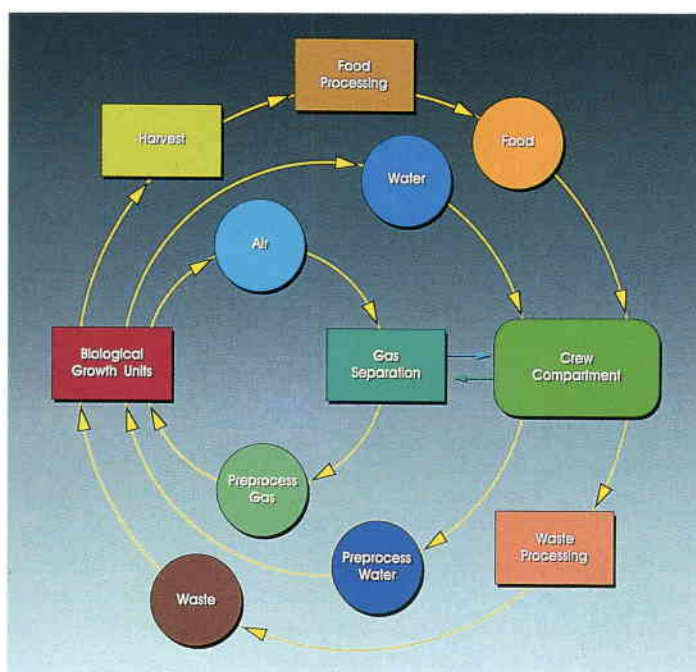 Food
Processing
Harvest
Food
Water
Air
Biological
Growth Units
Gas
Separation
Crew
Compartment
Preprocess
Gas
Waste
Processing
Preprocess
Water
Waste